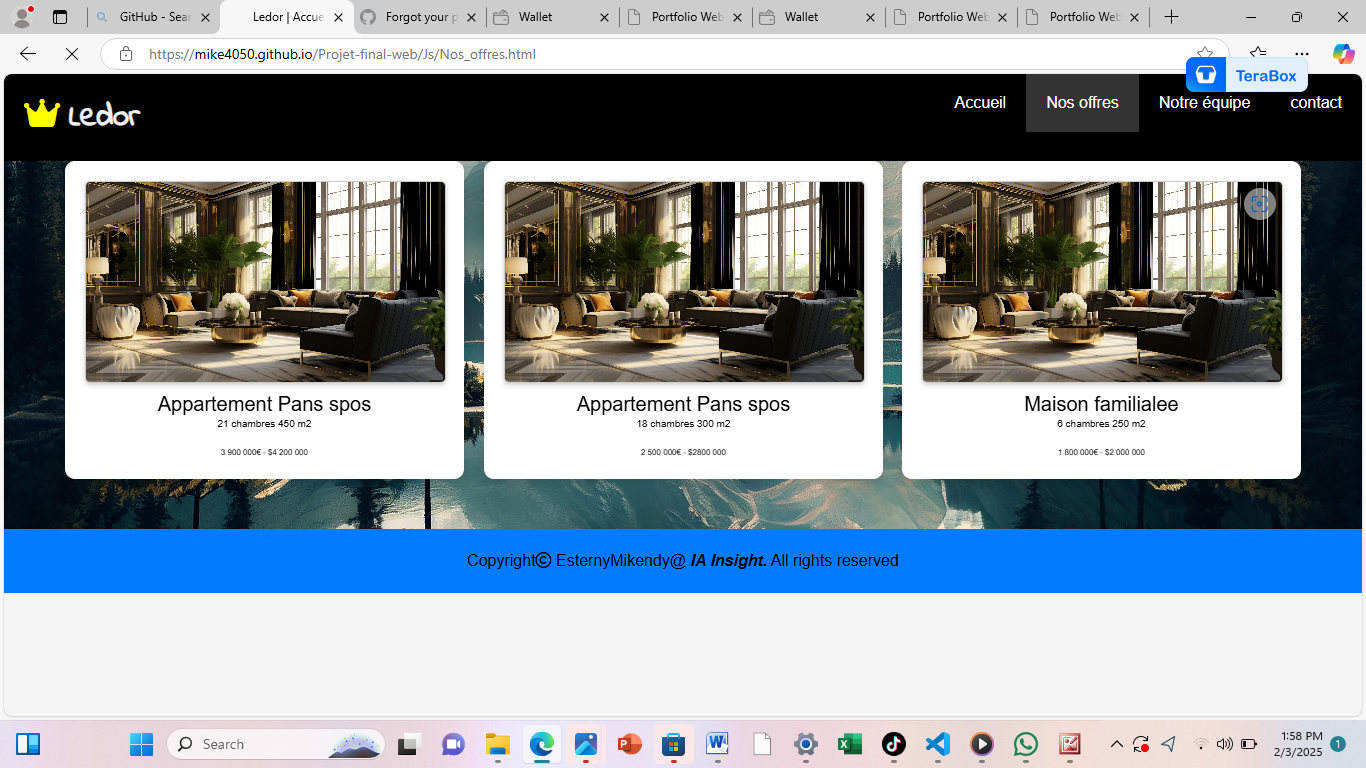 GitHub - Sear
Ledor | Accue
Forgot your p
Wallet
Portfolio Web
Wallet
Portfolio Web
Portfolio Web
https://mike4050.github.io/Projet-final-web/Js/Nos_offres.html
TeraBox
Ledor
Accueil
Nos offres
Notre équipe
contact
Appartement Pans spos
21 chambres 450 m2
3 900 000€ - $4 200 000
Appartement Pans spos
18 chambres 300 m2
2 500 000€ - $2800 000
Maison familialee
6 chambres 250 m2
1 800 000€ - $2 000 000
Copyright© EsternyMikendy@ IA Insight. All rights reserved
Search
1:58 PM
2/3/2025
1